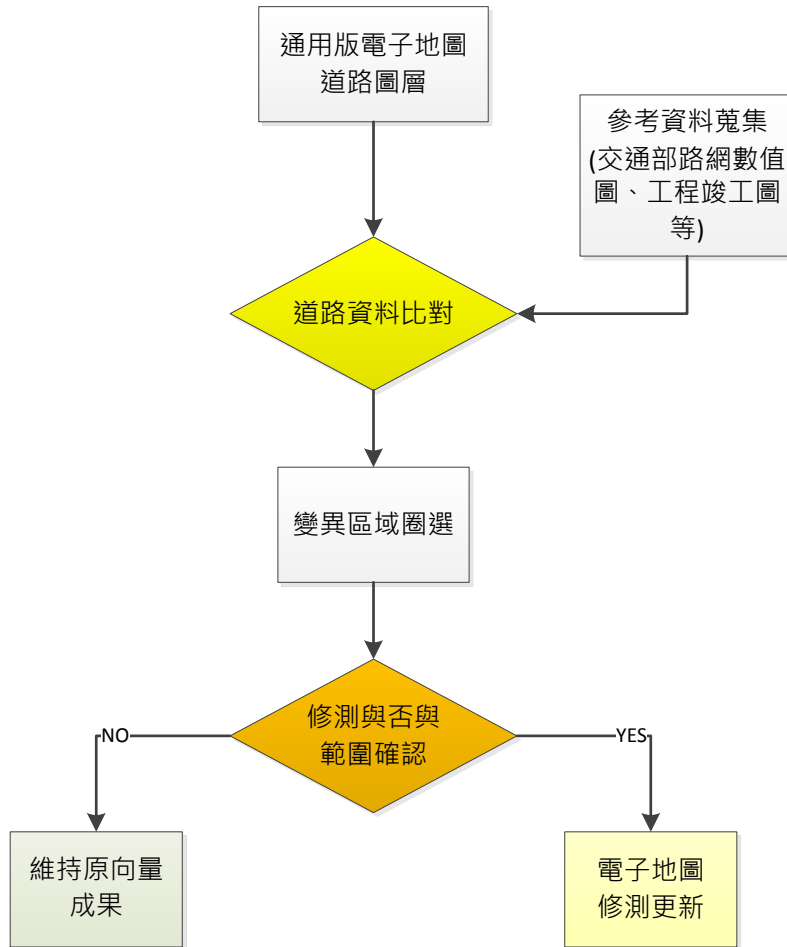 通用版電子地圖
道路圖層
參考資料蒐集
(交通部路網數值
圖、工程竣工圖
等)
道路資料比對
變異區域圈選
修測與否與
範圍確認
NO
YES
維持原向量
成果
電子地圖
修測更新